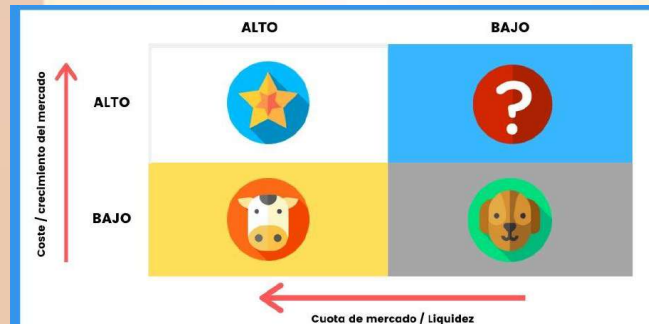 ALTO
BAJO
ALTO
?
BAJO
Coste / crecimiento del mercado
Cuota de mercado / Liquidez